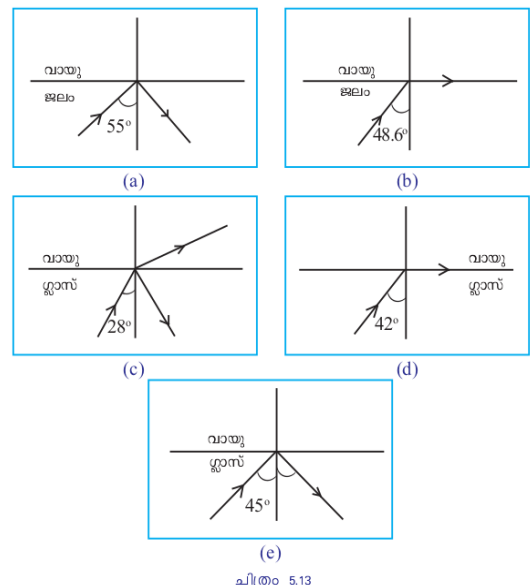 വായു
ജലം
55°
(a)
വായു
ജലം
48.6°
(b)
വായു
ഗ്ലാസ്
28°
(c)
വായു
ഗ്ലാസ്
42°
(d)
വായു
ഗ്ലാസ്
45°
(e)
ചിത്രം 5.13